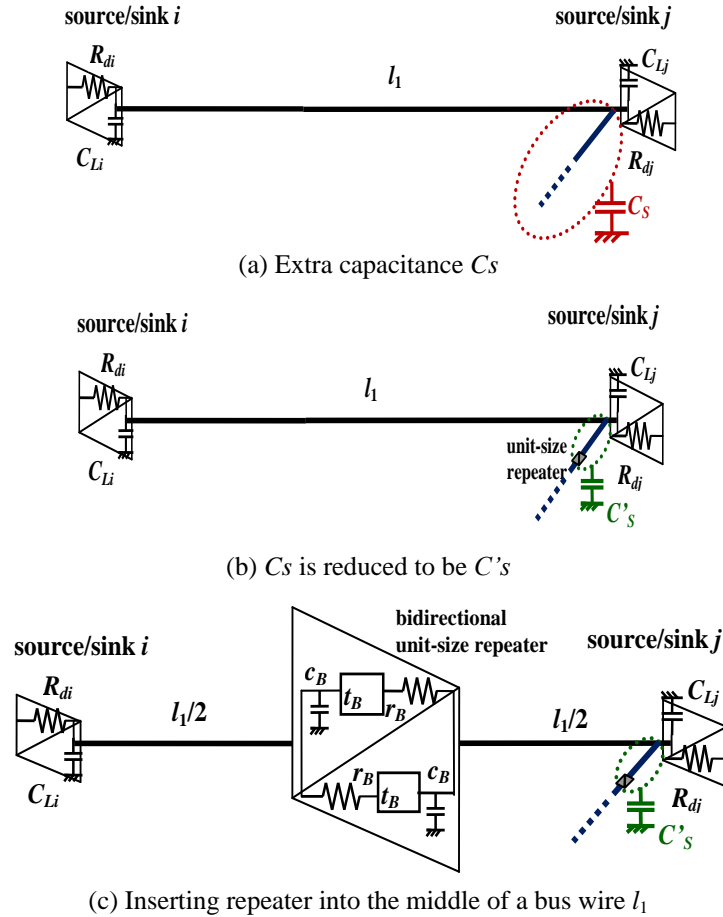 source/sink i
source/sink j
R_di
C_Lj
l_1
C_Li
R_dj
C_S
(a) Extra capacitance Cs
source/sink i
source/sink j
R_di
C_Lj
l_1
unit-size
repeater
C_Li
R_dj
C'_S
(b) Cs is reduced to be C's
bidirectional
unit-size repeater
source/sink i
source/sink j
R_di
c_B
t_B
r_B
C_Lj
l_1/2
l_1/2
r_B
t_B
c_B
C_Li
R_dj
C'_S
(c) Inserting repeater into the middle of a bus wire l_1